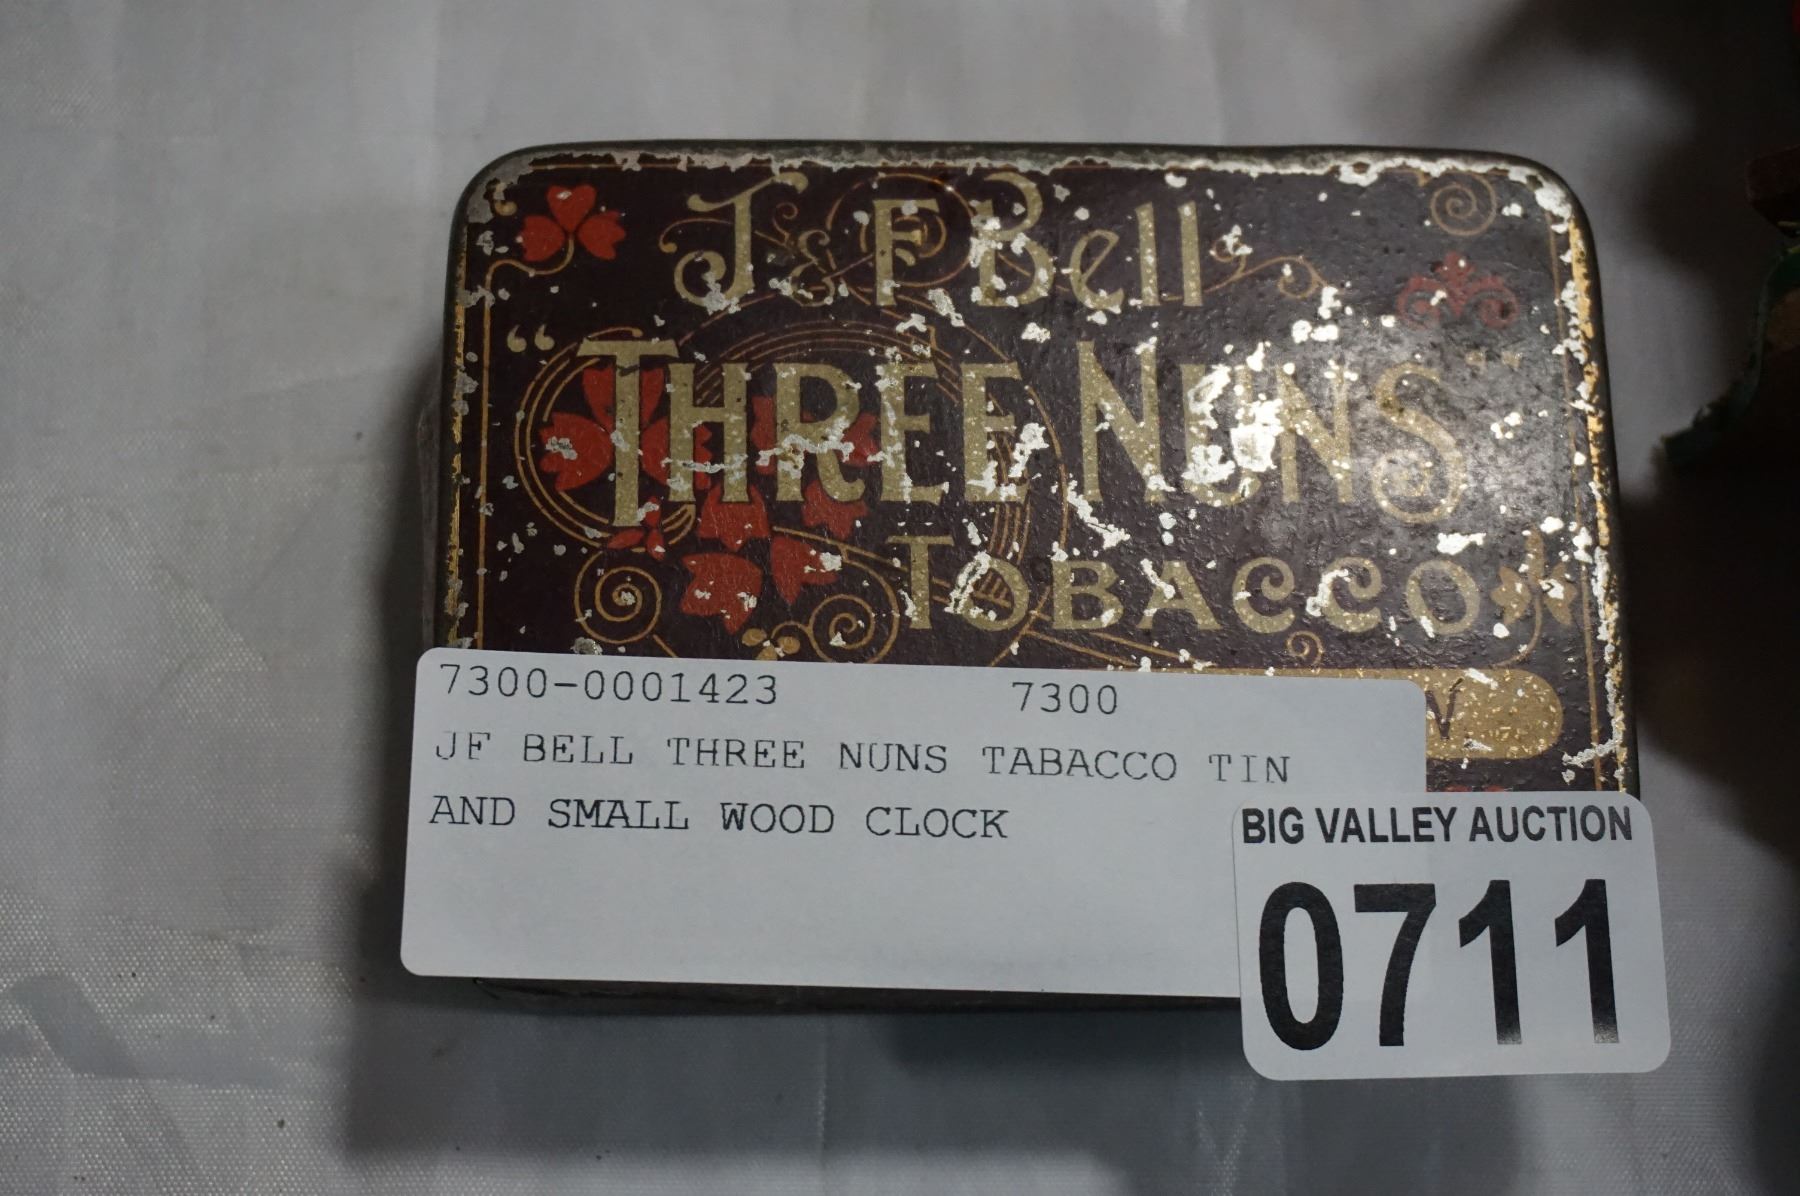 J & F Bell
"THREE NUNS"
TOBACCO
7300-0001423 7300
JF BELL THREE NUNS TABACCO TIN
AND SMALL WOOD CLOCK
BIG VALLEY AUCTION
0711